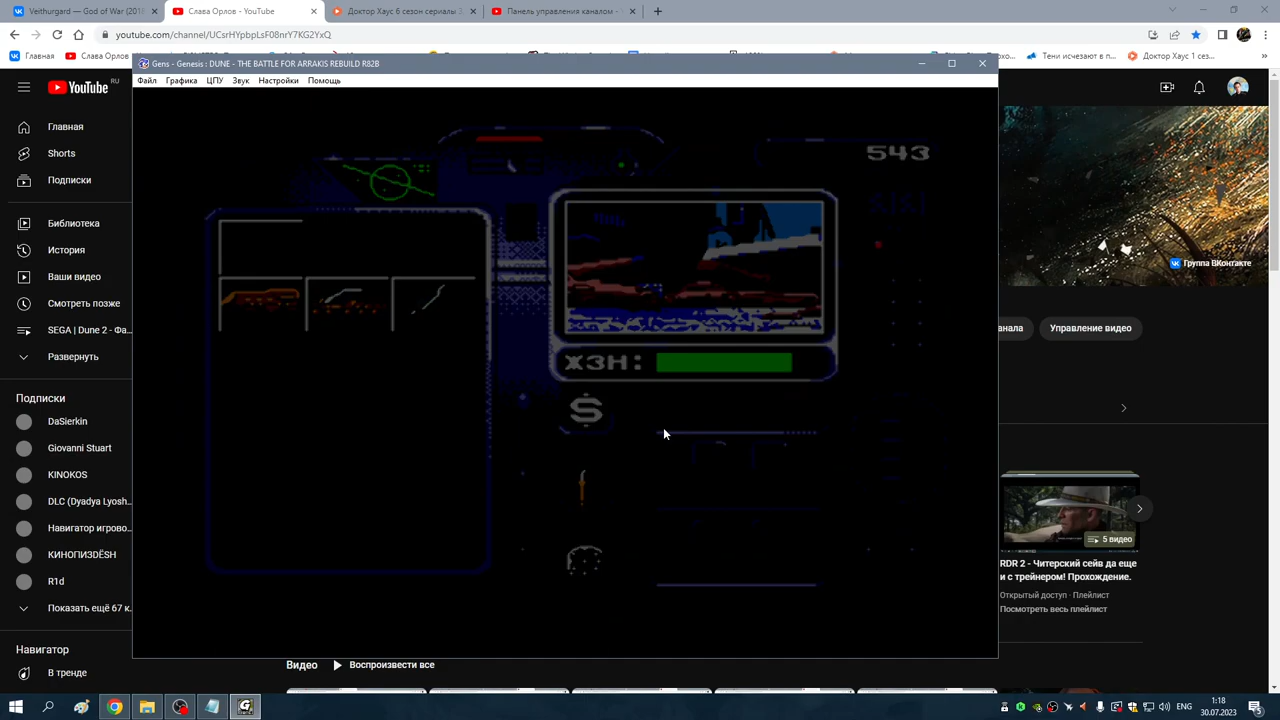 Veithurgard — God of War (201
Слава Орлов - YouTube
Доктор Хаус 6 сезон сериалы 3
Панель управления каналом - Y
youtube.com/channel/UCsrHYpbpLsF08nrY7KG2YxQ
Главная
Слава Орлов
Тени исчезают в п...
Доктор Хаус 1 сез...
Gens - Genesis : DUNE - THE BATTLE FOR ARRAKIS REBUILD R82B
Файл Графика ЦПУ Звук Настройки Помощь
YouTube RU
Главная
Shorts
Подписки
Библиотека
История
Ваши видео
Смотреть позже
SEGA | Dune 2 - Фа...
Развернуть
Подписки
DaSierkin
Giovanni Stuart
KINOKOS
DLC (Dyadya Lyosh...
Навигатор игрово...
КИНОПИЗDЁSH
R1d
Показать ещё 67 к
Навигатор
В тренде
543
ХЗН:
$
Группа ВКонтакте
анала
Управление видео
5 видео
RDR 2 - Читерский сейв да еще
и с трейнером! Прохождение.
Открытый доступ · Плейлист
Посмотреть весь плейлист
Видео
Воспроизвести все
ENG
1:18
30.07.2023
5